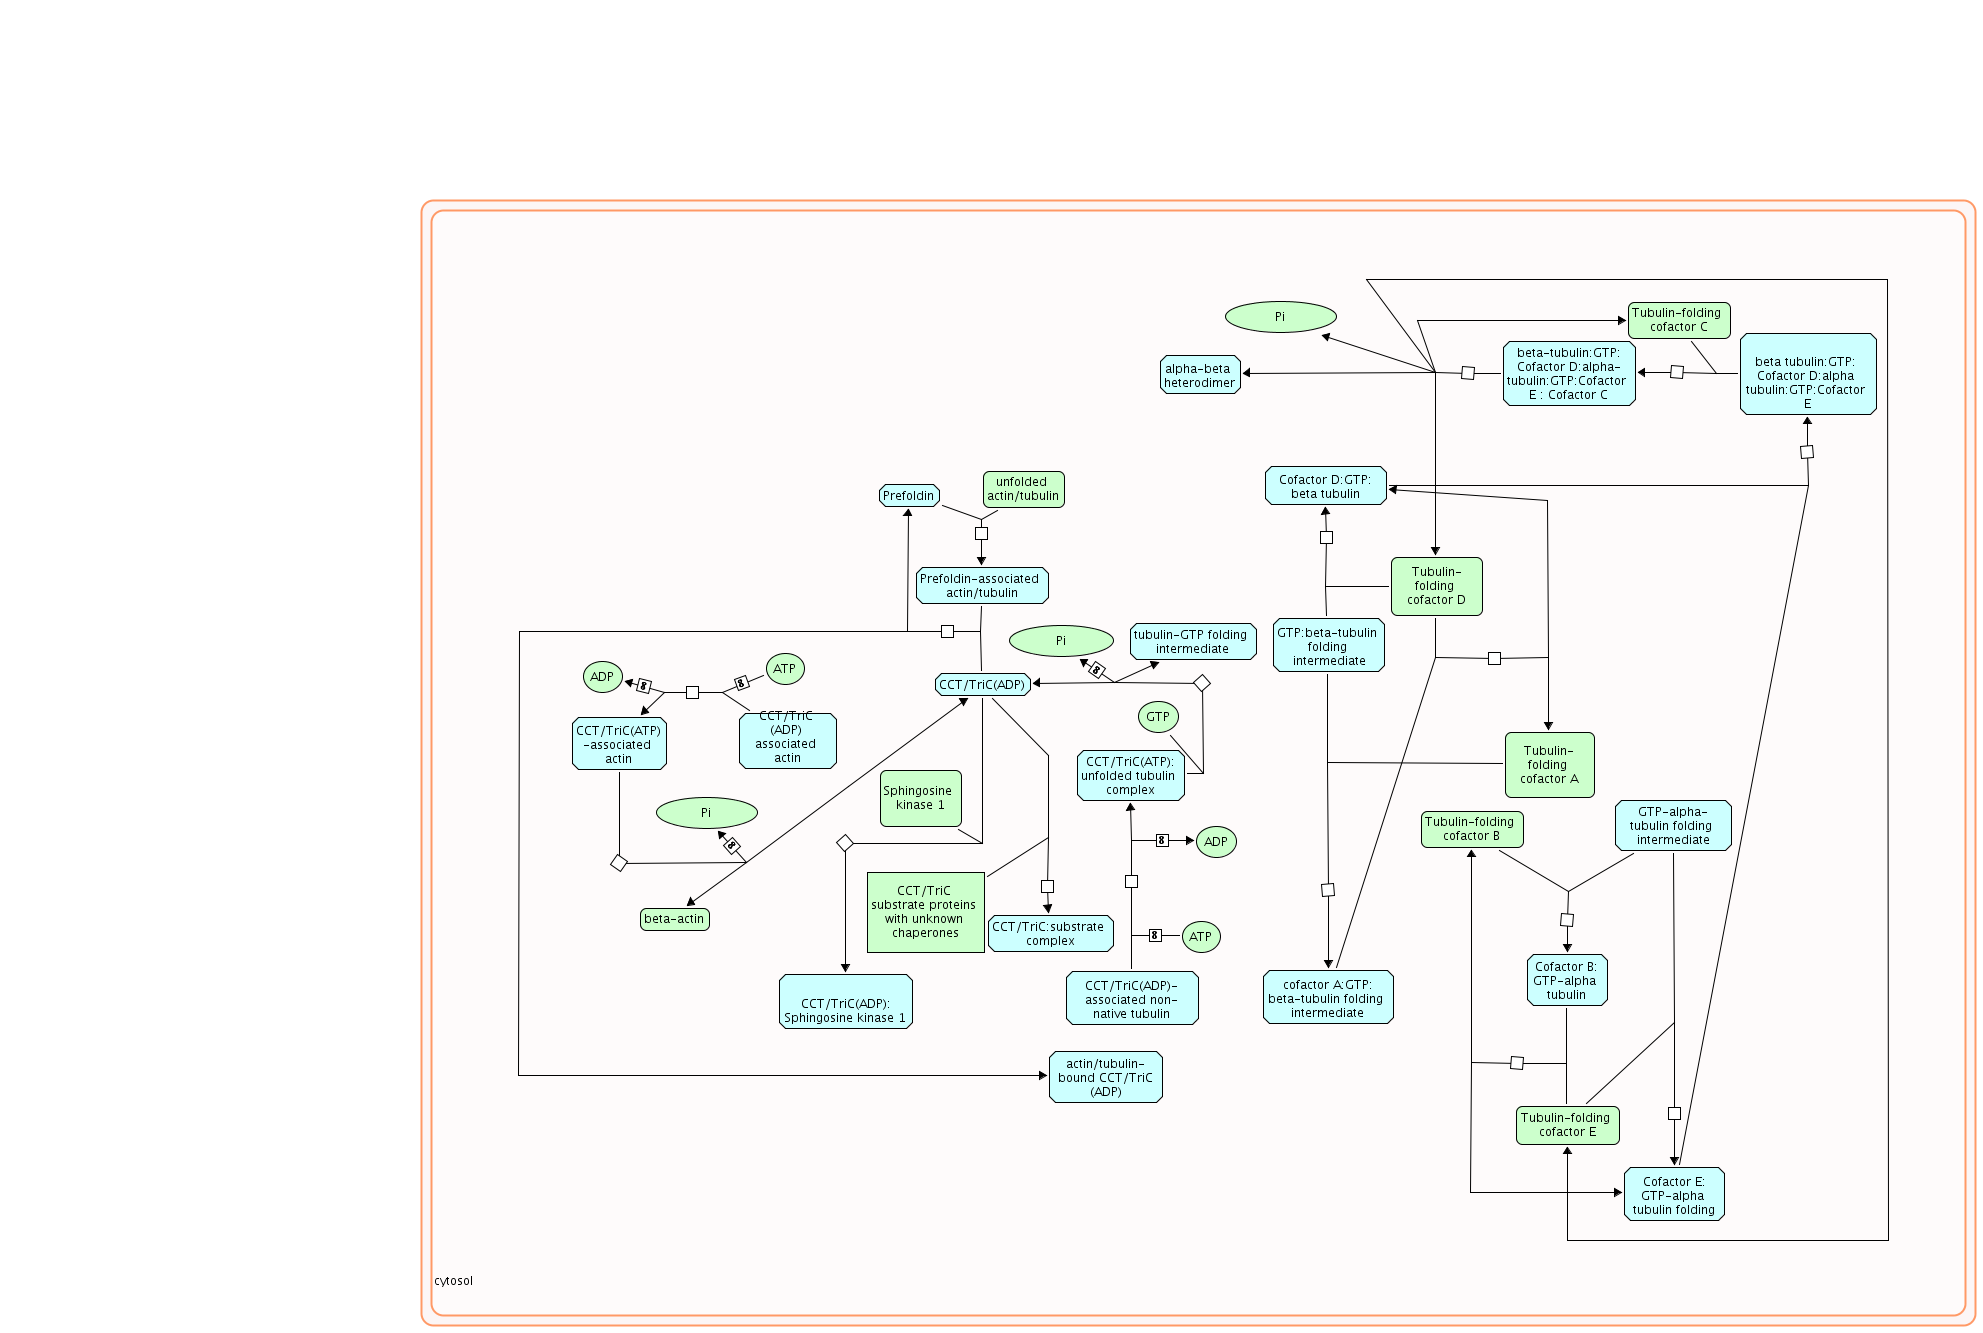 Pi
Tubulin-folding
cofactor C
alpha-beta
heterodimer
beta-tubulin:GTP:
Cofactor D:alpha-
tubulin:GTP:Cofactor
E : Cofactor C
beta tubulin:GTP:
Cofactor D:alpha
tubulin:GTP:Cofactor
E
Prefoldin
unfolded
actin/tubulin
Cofactor D:GTP:
beta tubulin
Prefoldin-associated
actin/tubulin
Tubulin-
folding
cofactor D
Pi
tubulin-GTP folding
intermediate
GTP:beta-tubulin
folding
intermediate
ADP
8
8
ATP
CCT/TriC(ADP)
8
CCT/TriC(ATP)
-associated
actin
CCT/TriC
(ADP)
associated
actin
GTP
CCT/TriC(ATP):
unfolded tubulin
complex
Tubulin-
folding
cofactor A
Sphingosine
kinase 1
Pi
8
8
ADP
Tubulin-folding
cofactor B
GTP-alpha-
tubulin folding
intermediate
beta-actin
CCT/TriC
substrate proteins
with unknown
chaperones
CCT/TriC:substrate
complex
8
ATP
CCT/TriC(ADP):
Sphingosine kinase 1
CCT/TriC(ADP)-
associated non-
native tubulin
cofactor A:GTP:
beta-tubulin folding
intermediate
Cofactor B:
GTP-alpha
tubulin
actin/tubulin-
bound CCT/TriC
(ADP)
Tubulin-folding
cofactor E
Cofactor E:
GTP-alpha
tubulin folding
cytosol